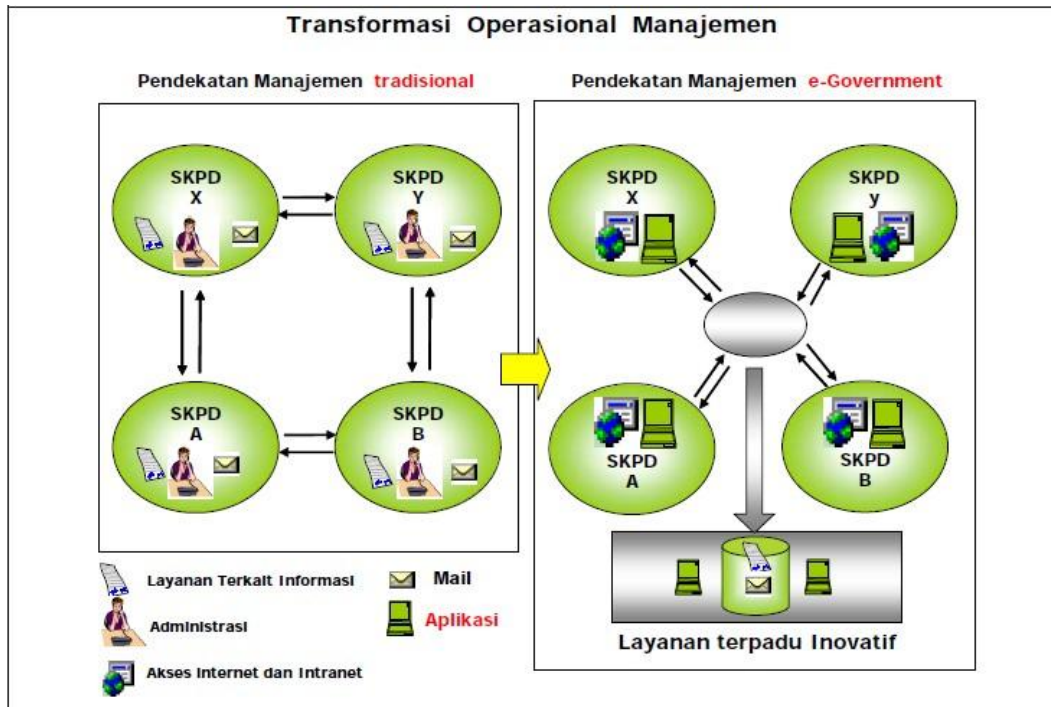 Transformasi Operasional Manajemen
Pendekatan Manajemen tradisional
SKPD
X
SKPD
Y
SKPD
A
SKPD
B
Pendekatan Manajemen e-Government
SKPD
X
SKPD
y
SKPD
A
SKPD
B
Layanan terpadu Inovatif
Layanan Terkait Informasi
Mail
Administrasi
Aplikasi
Akses Internet dan Intranet